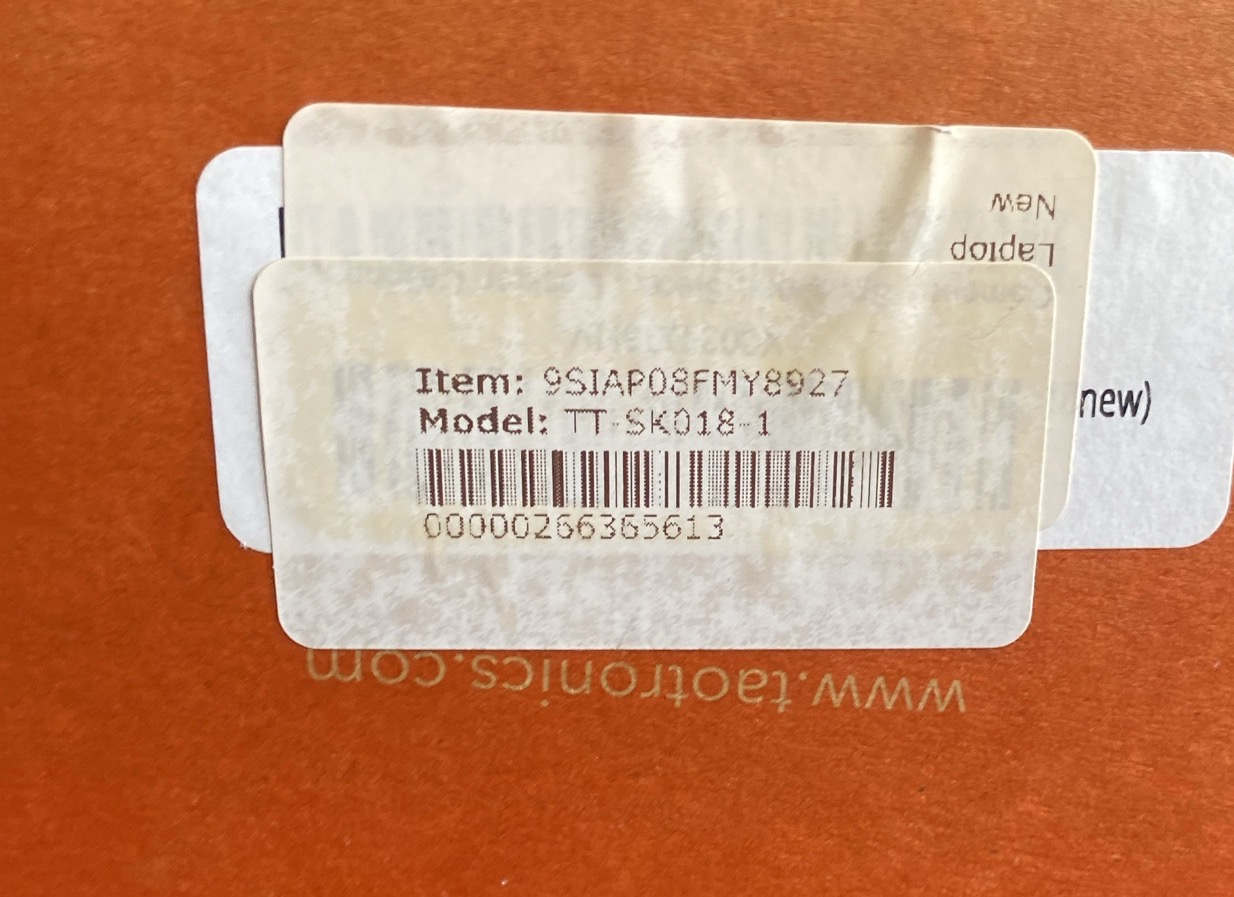 New
Laptop
new)
Item: 9SIAP08FMY8927
Model: TT-SK018-1
00000266365613
www.taotronics.com